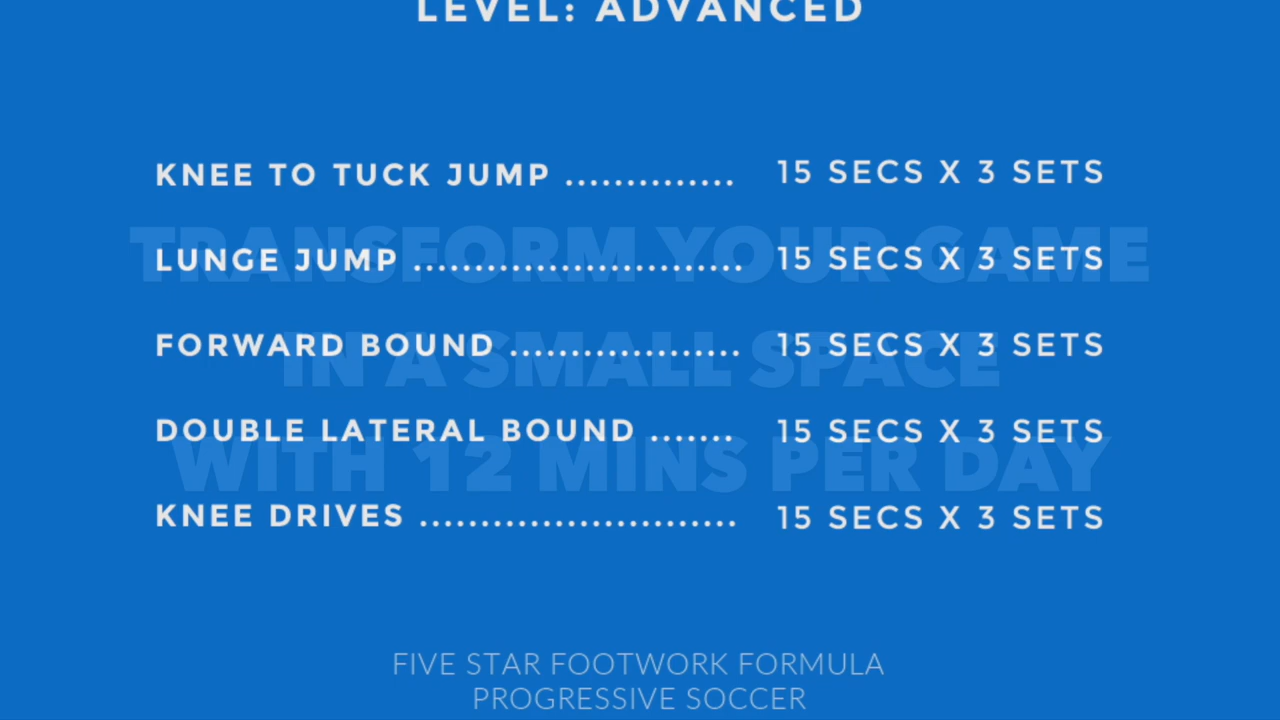 LEVEL: ADVANCED
KNEE TO TUCK JUMP .............. 15 SECS X 3 SETS
TRANSFORM YOUR GAME
LUNGE JUMP ........................... 15 SECS X 3 SETS
IN A SMALL SPACE
FORWARD BOUND ................... 15 SECS X 3 SETS
WITH 12 MINS PER DAY
DOUBLE LATERAL BOUND ....... 15 SECS X 3 SETS
KNEE DRIVES .......................... 15 SECS X 3 SETS
FIVE STAR FOOTWORK FORMULA
PROGRESSIVE SOCCER